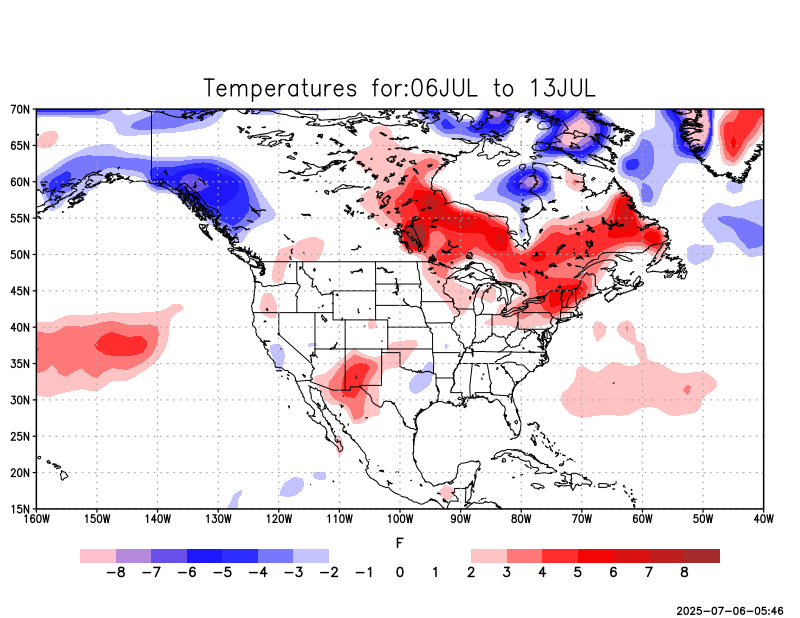 Temperatures for:06JUL to 13JUL
70N
65N
60N
55N
50N
45N
40N
35N
30N
25N
20N
15N
160W 150W 140W 130W 120W 110W 100W 90W 80W 70W 60W 50W 40W
F
−8 −7 −6 −5 −4 −3 −2 −1 0 1 2 3 4 5 6 7 8
2025-07-06-05:46